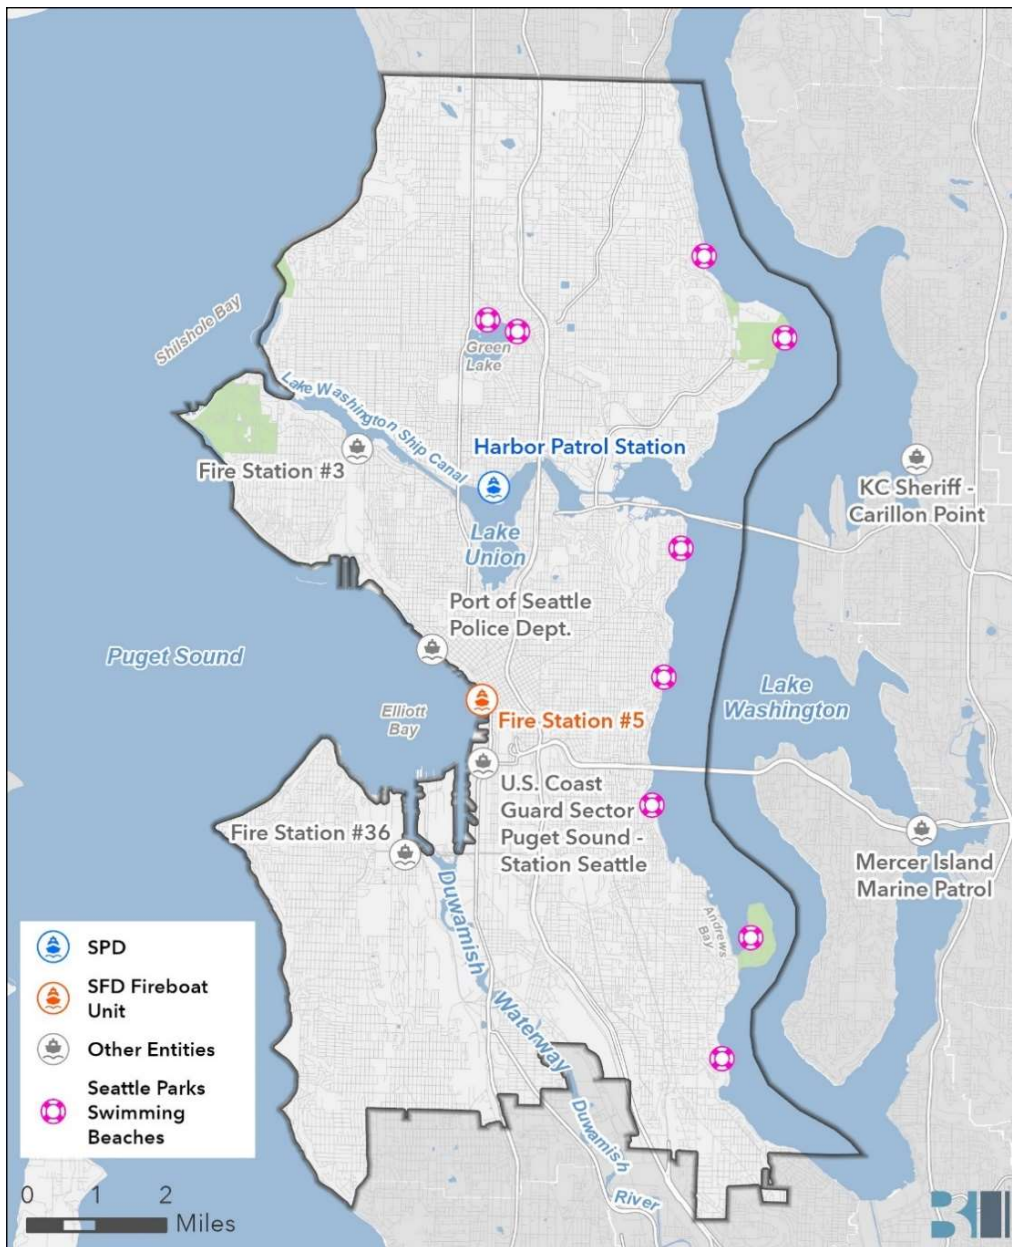 Shilshole Bay
Green
Lake
Lake Washington Ship Canal
Harbor Patrol Station
Fire Station #3
KC Sheriff -
Carillon Point
Lake
Union
Port of Seattle
Police Dept.
Puget Sound
Lake
Washington
Elliott
Bay
Fire Station #5
U.S. Coast
Guard Sector
Puget Sound -
Station Seattle
Fire Station #36
Mercer Island
Marine Patrol
Duwamish
Waterway
Andrews
Bay
SPD
SFD Fireboat
Unit
Other Entities
Seattle Parks
Swimming
Beaches
Duwamish
River
0 1 2
Miles